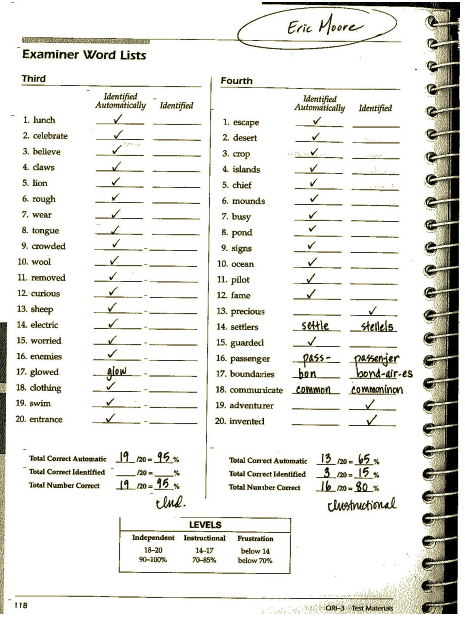 Eric Moore
Examiner Word Lists
Third
Identified Automatically Identified
1. lunch ✓
2. celebrate ✓
3. believe ✓
4. claws ✓
5. lion ✓
6. rough ✓
7. wear ✓
8. tongue ✓
9. crowded ✓
10. wool ✓
11. removed ✓
12. curious ✓
13. sheep ✓
14. electric ✓
15. worried ✓
16. enemies ✓
17. glowed glow
18. clothing ✓
19. swim ✓
20. entrance ✓
Total Correct Automatic 19 /20 = 95 %
Total Correct Identified /20 = %
Total Number Correct 19 /20 = 95 %
Ind.
Fourth
Identified Automatically Identified
1. escape ✓
2. desert ✓
3. crop ✓
4. islands ✓
5. chief ✓
6. mounds ✓
7. busy ✓
8. pond ✓
9. signs ✓
10. ocean ✓
11. pilot ✓
12. fame ✓
13. precious ✓
14. settlers settle stellels
15. guarded ✓
16. passenger pass- passenjer
17. boundaries bon bond-air-es
18. communicate common commoninon
19. adventurer ✓
20. invented ✓
Total Correct Automatic 13 /20 = 65 %
Total Correct Identified 3 /20 = 15 %
Total Number Correct 16 /20 = 80 %
Instructional
LEVELS
Independent Instructional Frustration
18–20 14–17 below 14
90–100% 70–85% below 70%
118
QRI–3 Test Materials